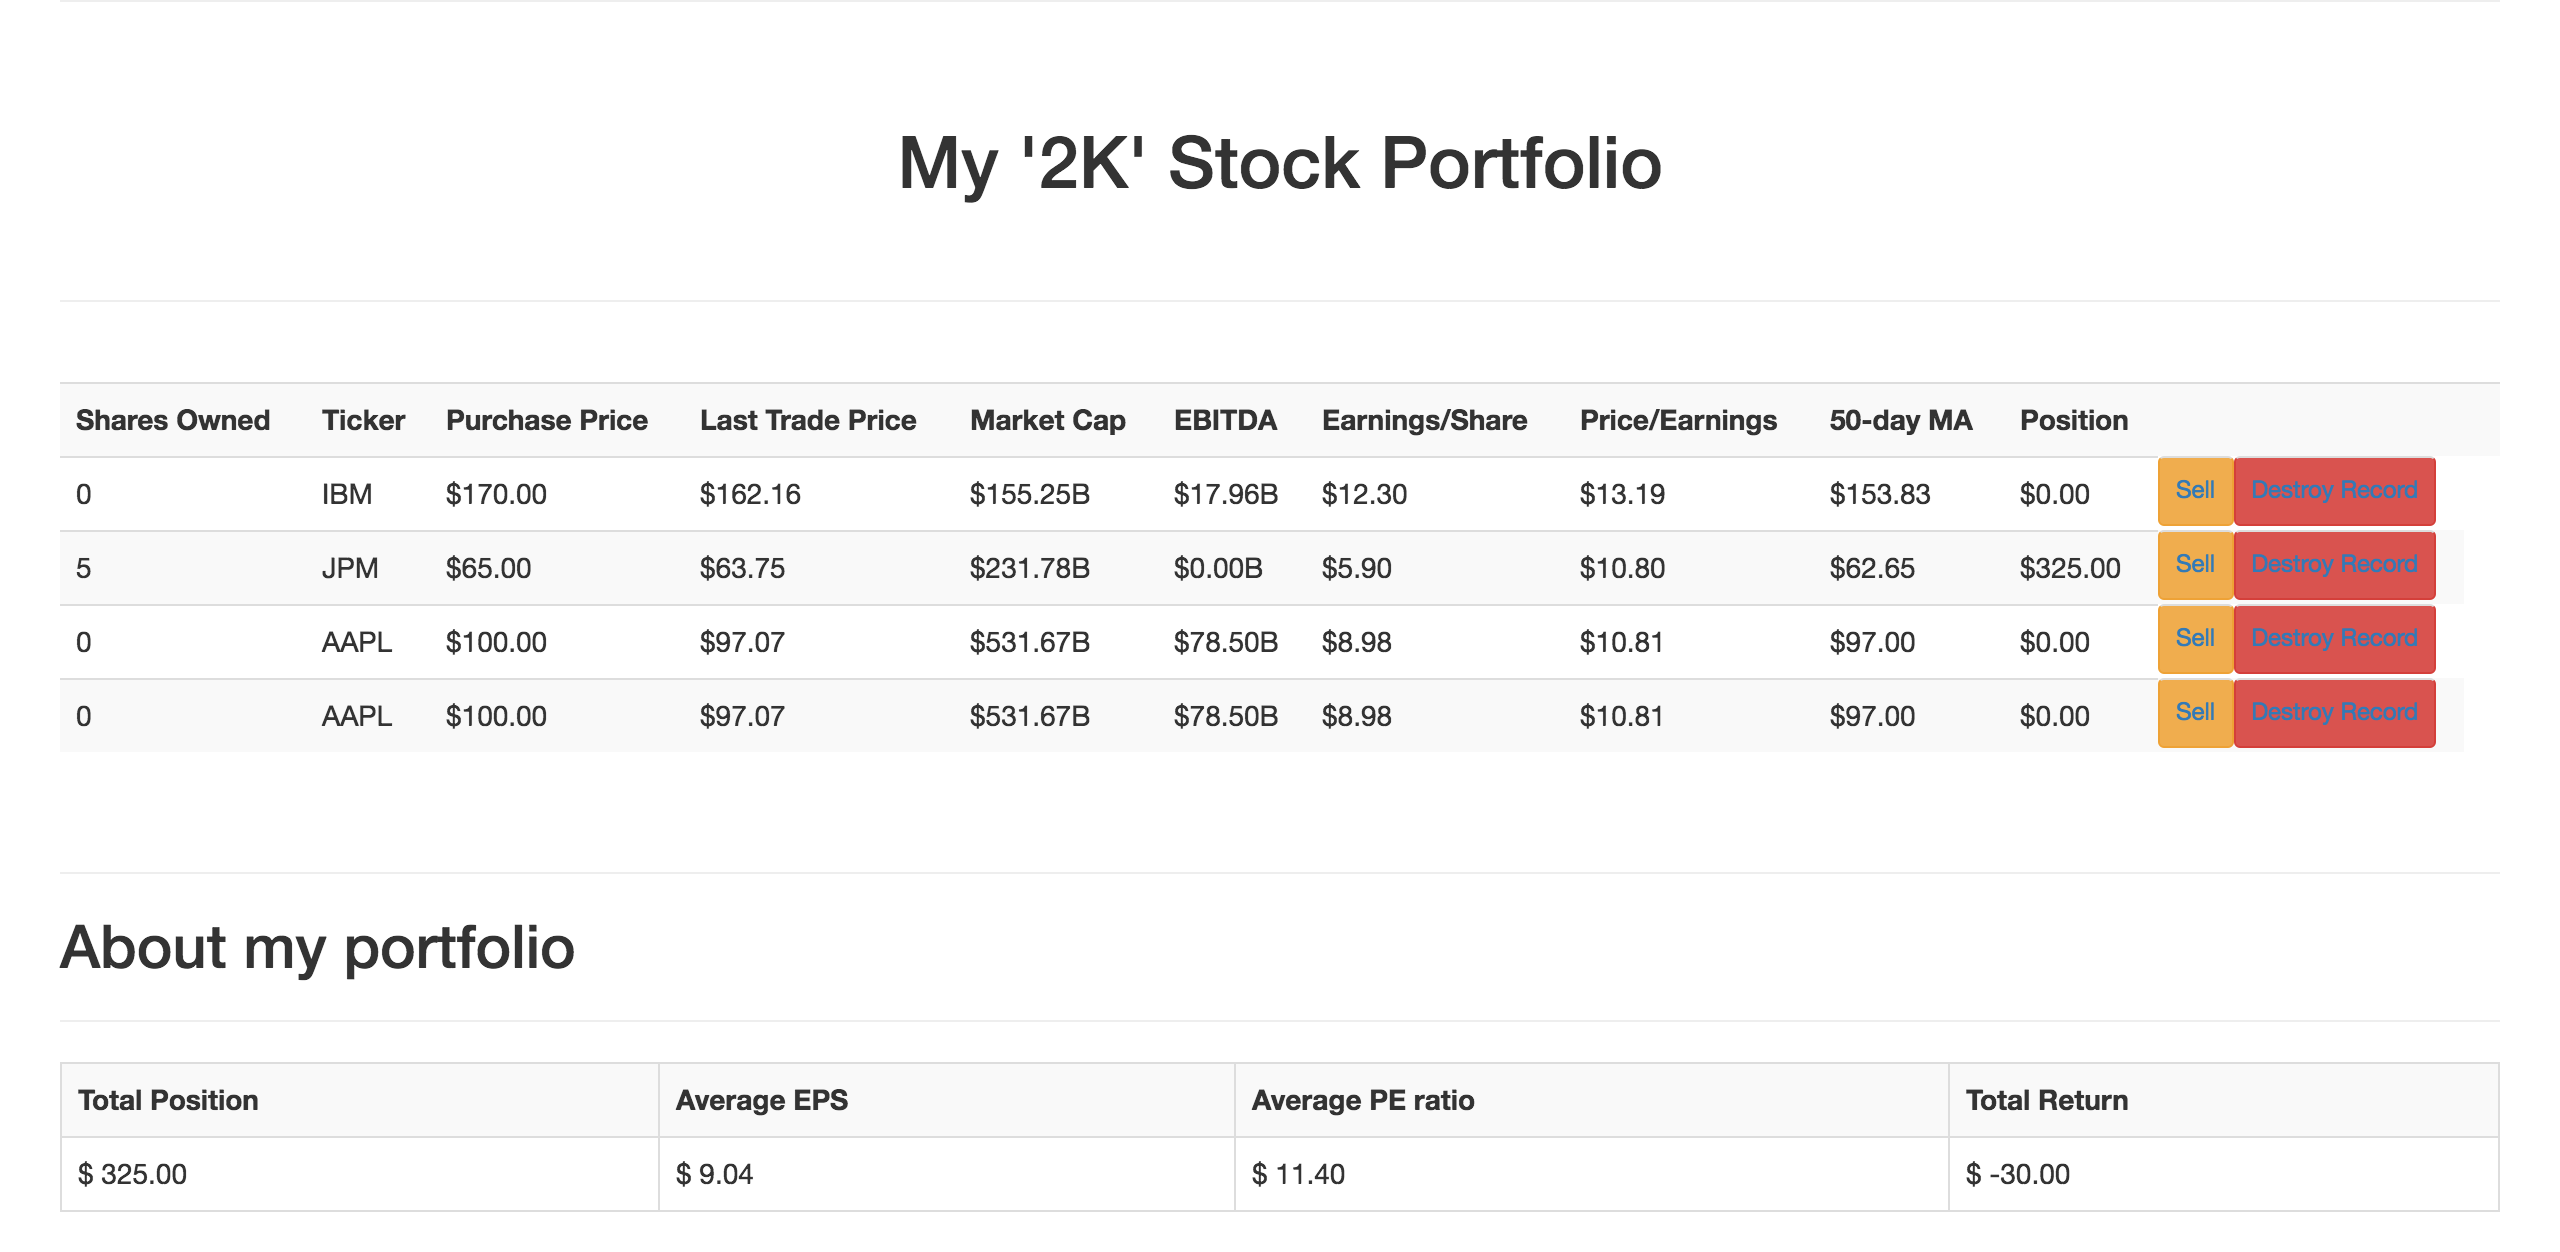 My '2K' Stock Portfolio
Shares Owned Ticker Purchase Price Last Trade Price Market Cap EBITDA Earnings/Share Price/Earnings 50-day MA Position
0 IBM $170.00 $162.16 $155.25B $17.96B $12.30 $13.19 $153.83 $0.00 Sell Destroy Record
5 JPM $65.00 $63.75 $231.78B $0.00B $5.90 $10.80 $62.65 $325.00 Sell Destroy Record
0 AAPL $100.00 $97.07 $531.67B $78.50B $8.98 $10.81 $97.00 $0.00 Sell Destroy Record
0 AAPL $100.00 $97.07 $531.67B $78.50B $8.98 $10.81 $97.00 $0.00 Sell Destroy Record
About my portfolio
Total Position Average EPS Average PE ratio Total Return
$ 325.00 $ 9.04 $ 11.40 $ -30.00